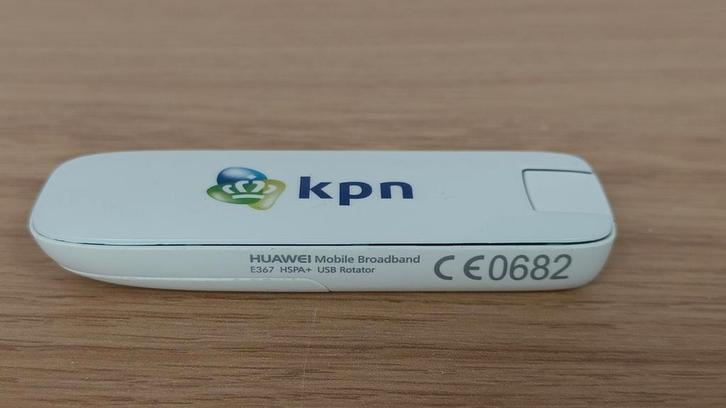 kpn
HUAWEI Mobile Broadband
E367 HSPA+ USB Rotator
CE0682